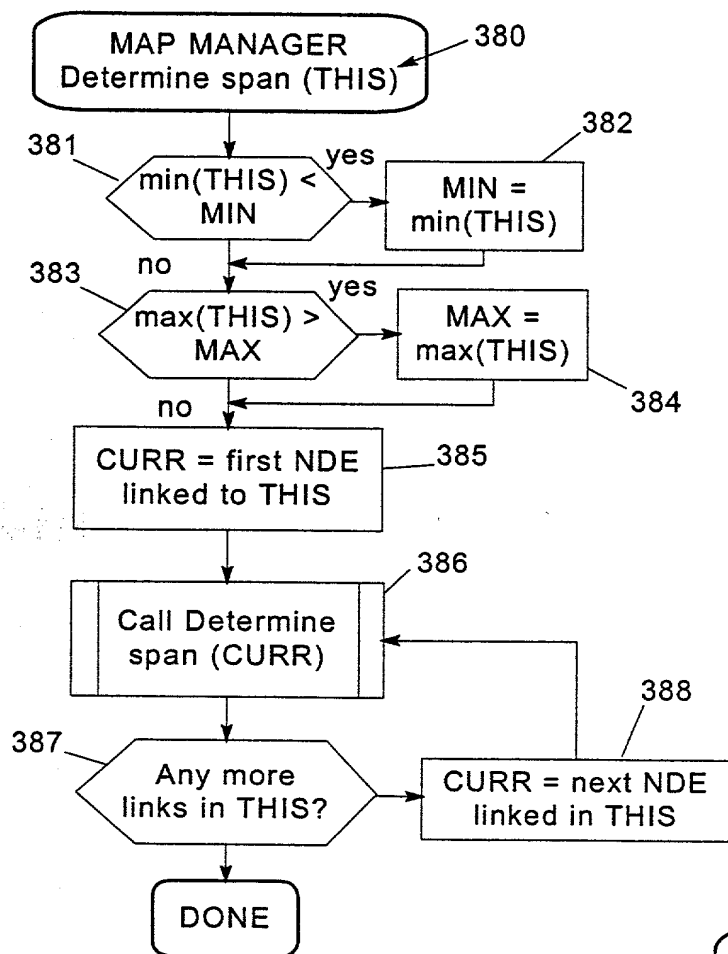 MAP MANAGER
Determine span (THIS)
380
381
min(THIS) <
MIN
yes
382
MIN =
min(THIS)
no
383
max(THIS) >
MAX
yes
MAX =
max(THIS)
384
no
CURR = first NDE
linked to THIS
385
386
Call Determine
span (CURR)
387
Any more
links in THIS?
388
CURR = next NDE
linked in THIS
DONE